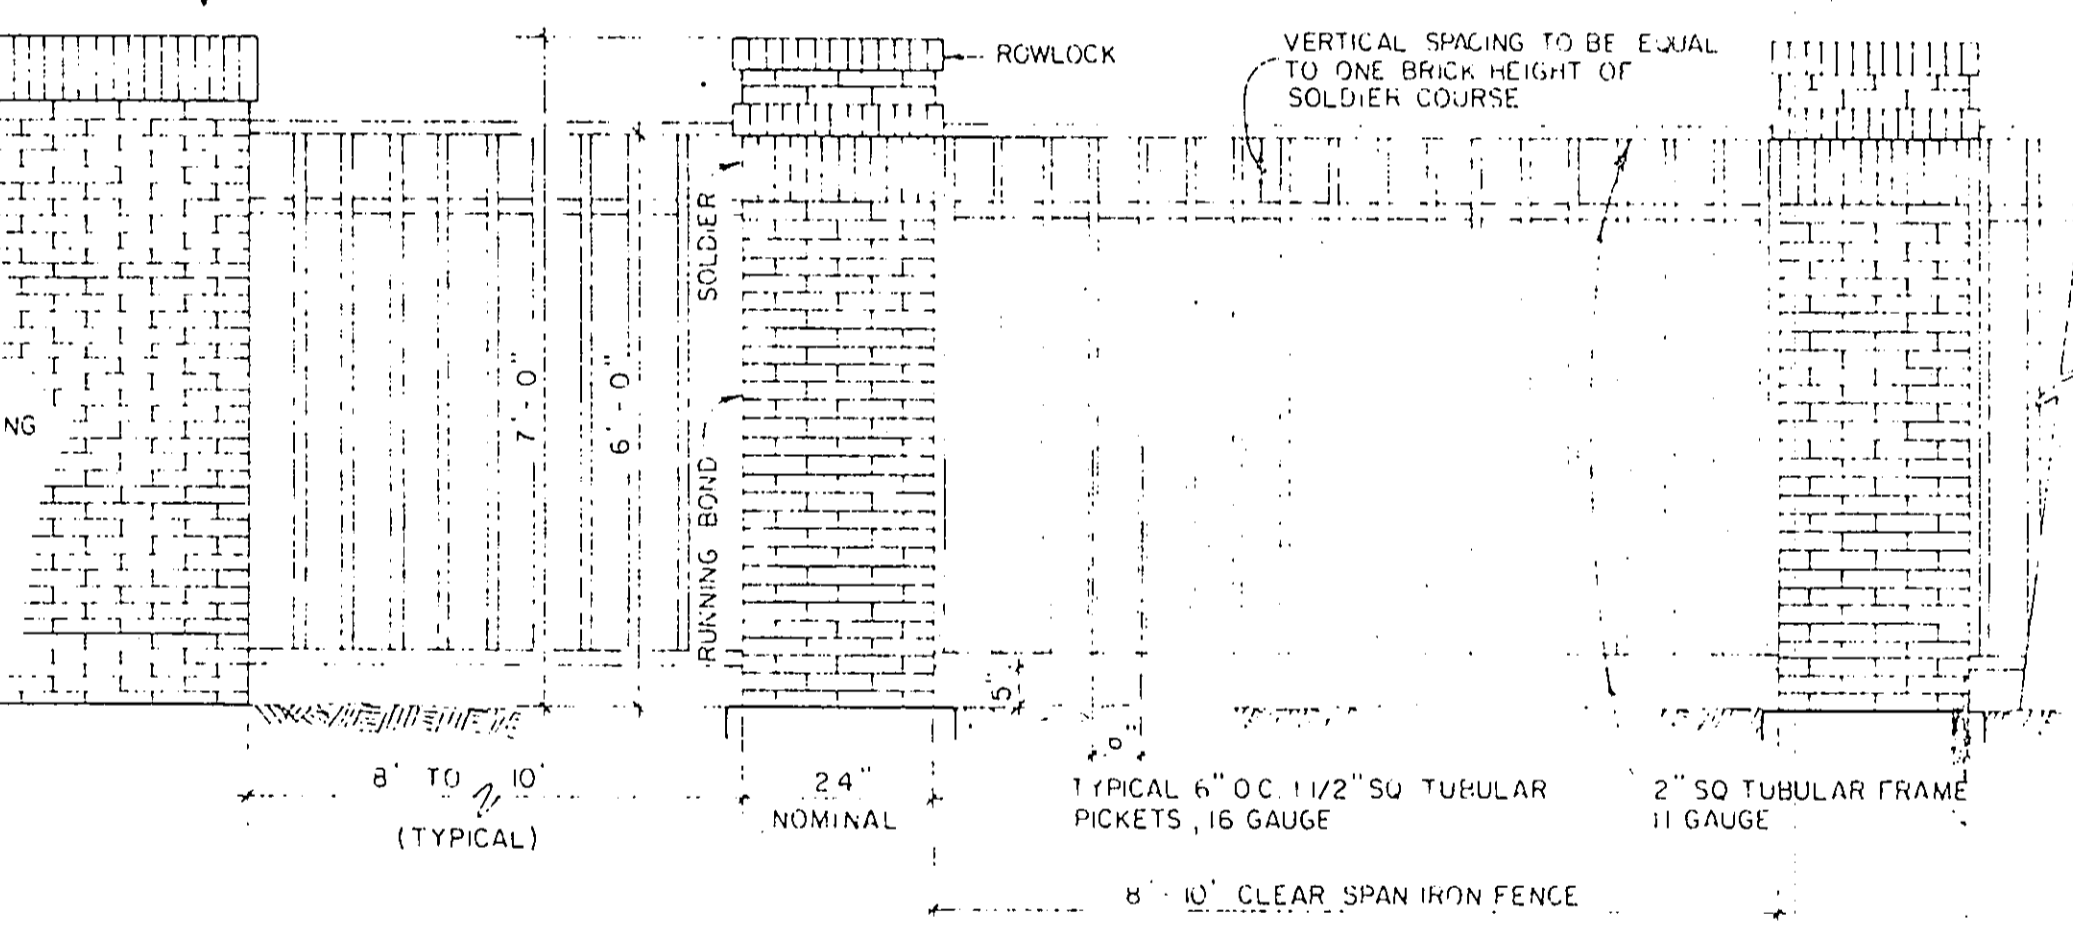 ROWLOCK
VERTICAL SPACING TO BE EQUAL
TO ONE BRICK HEIGHT OF
SOLDIER COURSE
SOLDIER
7'-0"
6'-0"
NG
RUNNING BOND
5"
8' TO 10'
(TYPICAL)
24"
NOMINAL
TYPICAL 6" O.C. 1 1/2" SQ TUBULAR
PICKETS, 16 GAUGE
2" SQ TUBULAR FRAME
11 GAUGE
8'-10' CLEAR SPAN IRON FENCE